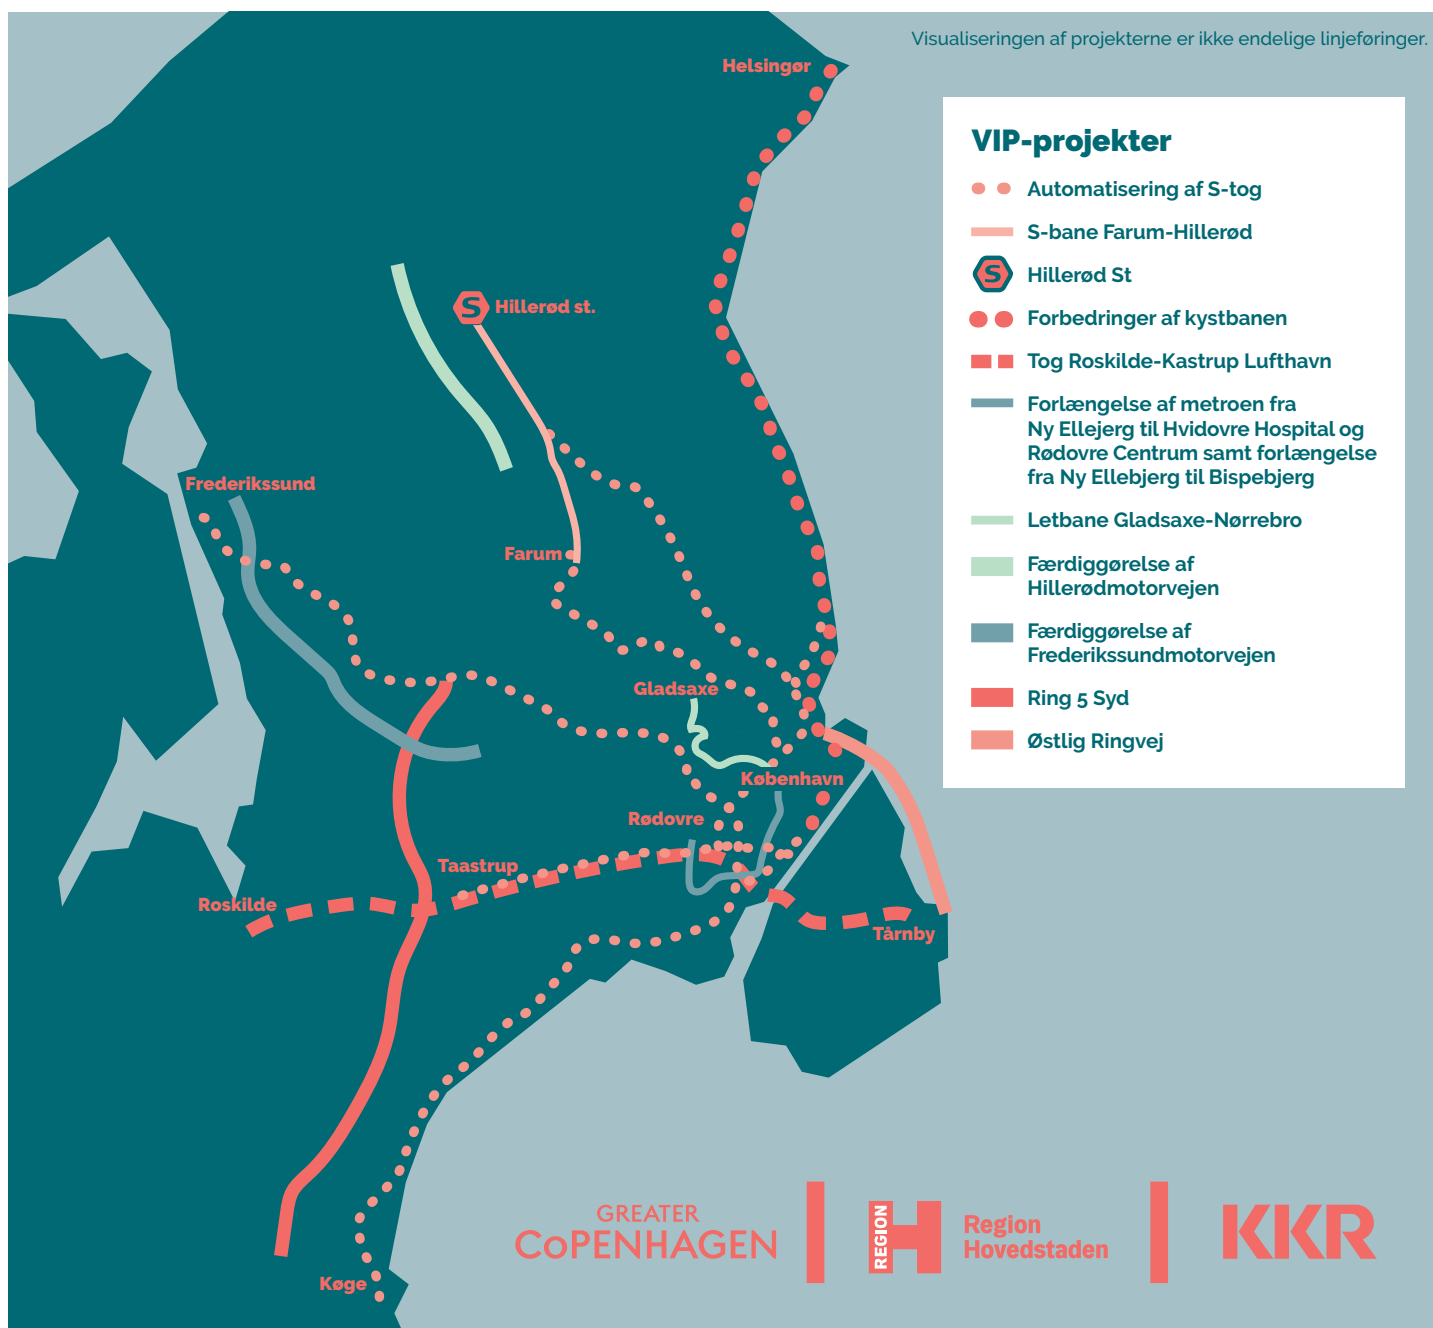 Visualiseringen af projekterne er ikke endelige linjeføringer.
Helsingør
VIP-projekter
Automatisering af S-tog
S-bane Farum-Hillerød
S
Hillerød St
Forbedringer af kystbanen
Tog Roskilde-Kastrup Lufthavn
Forlængelse af metroen fra
Ny Ellejerg til Hvidovre Hospital og
Rødovre Centrum samt forlængelse
fra Ny Ellebjerg til Bispebjerg
Letbane Gladsaxe-Nørrebro
Færdiggørelse af
Hillerødmotorvejen
Færdiggørelse af
Frederikssundmotorvejen
Ring 5 Syd
Østlig Ringvej
S
Hillerød st.
Frederikssund
Farum
Gladsaxe
København
Rødovre
Taastrup
Roskilde
Tårnby
Køge
GREATER
COPENHAGEN
REGION
H
Region
Hovedstaden
KKR